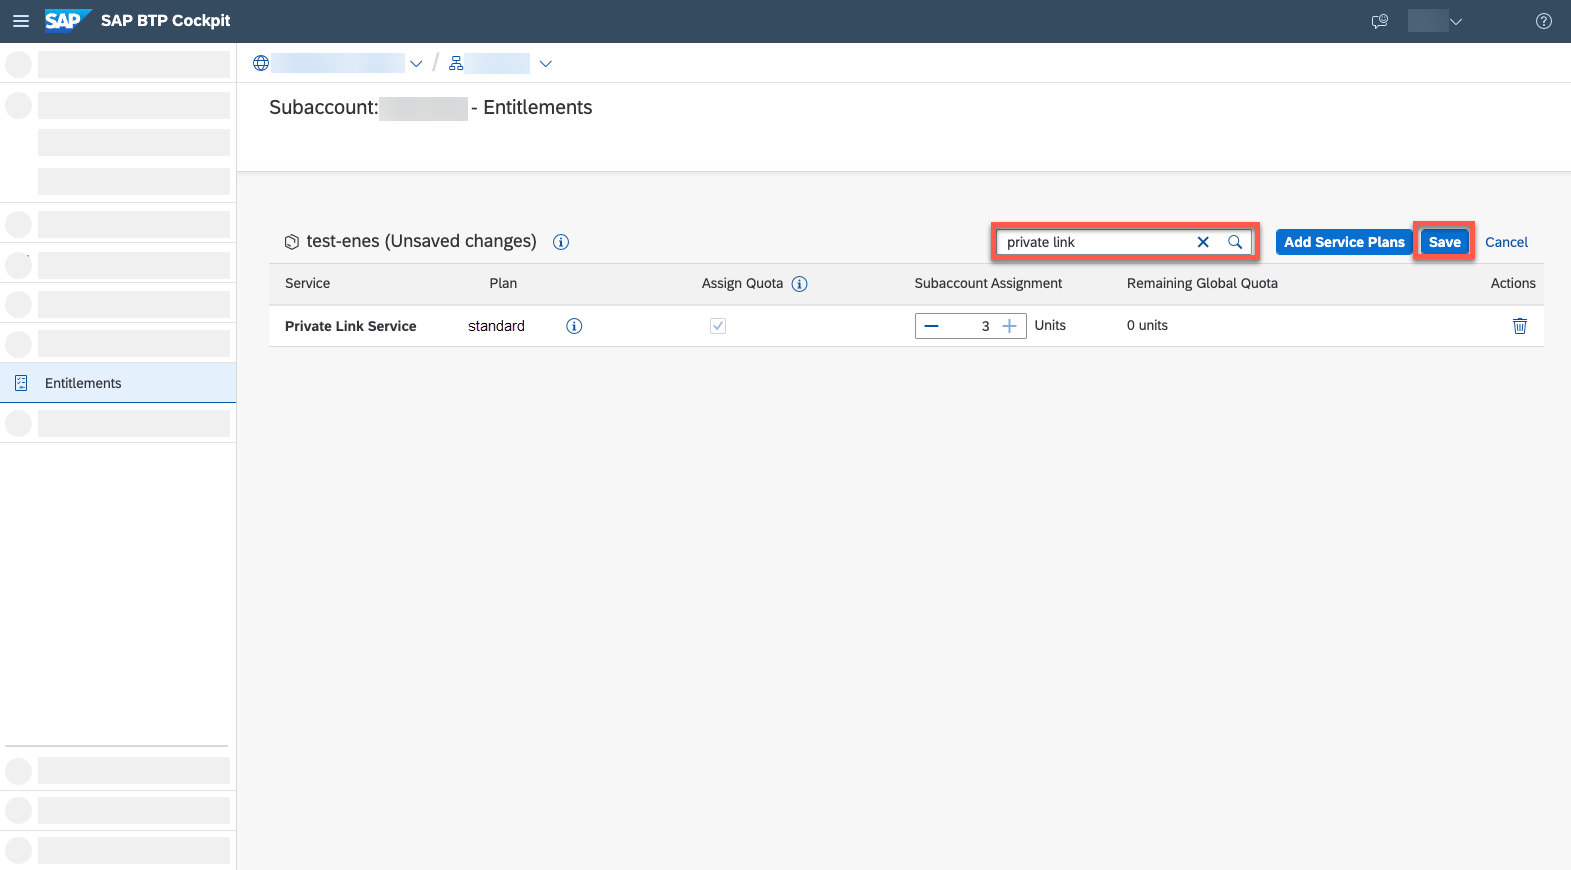 SAP SAP BTP Cockpit
Subaccount: - Entitlements
test-enes (Unsaved changes)
private link
Add Service Plans
Save
Cancel
Service Plan Assign Quota Subaccount Assignment Remaining Global Quota Actions
Private Link Service standard 3 Units 0 units
Entitlements